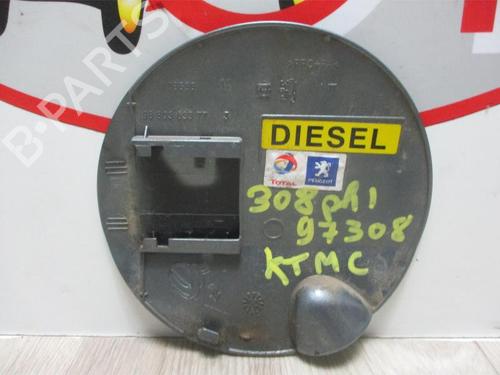 B-PARTS
DIESEL
TOTAL
PEUGEOT
308 ph1
97308
KTMC